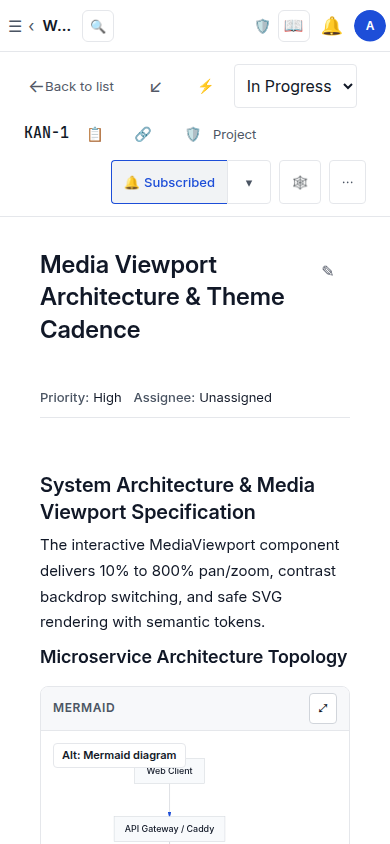 W...
A
Back to list
In Progress
KAN-1
Project
Subscribed
...
Media Viewport
Architecture & Theme
Cadence
Priority: High Assignee: Unassigned
System Architecture & Media
Viewport Specification
The interactive MediaViewport component
delivers 10% to 800% pan/zoom, contrast
backdrop switching, and safe SVG
rendering with semantic tokens.
Microservice Architecture Topology
MERMAID
Alt: Mermaid diagram
Web Client
API Gateway / Caddy